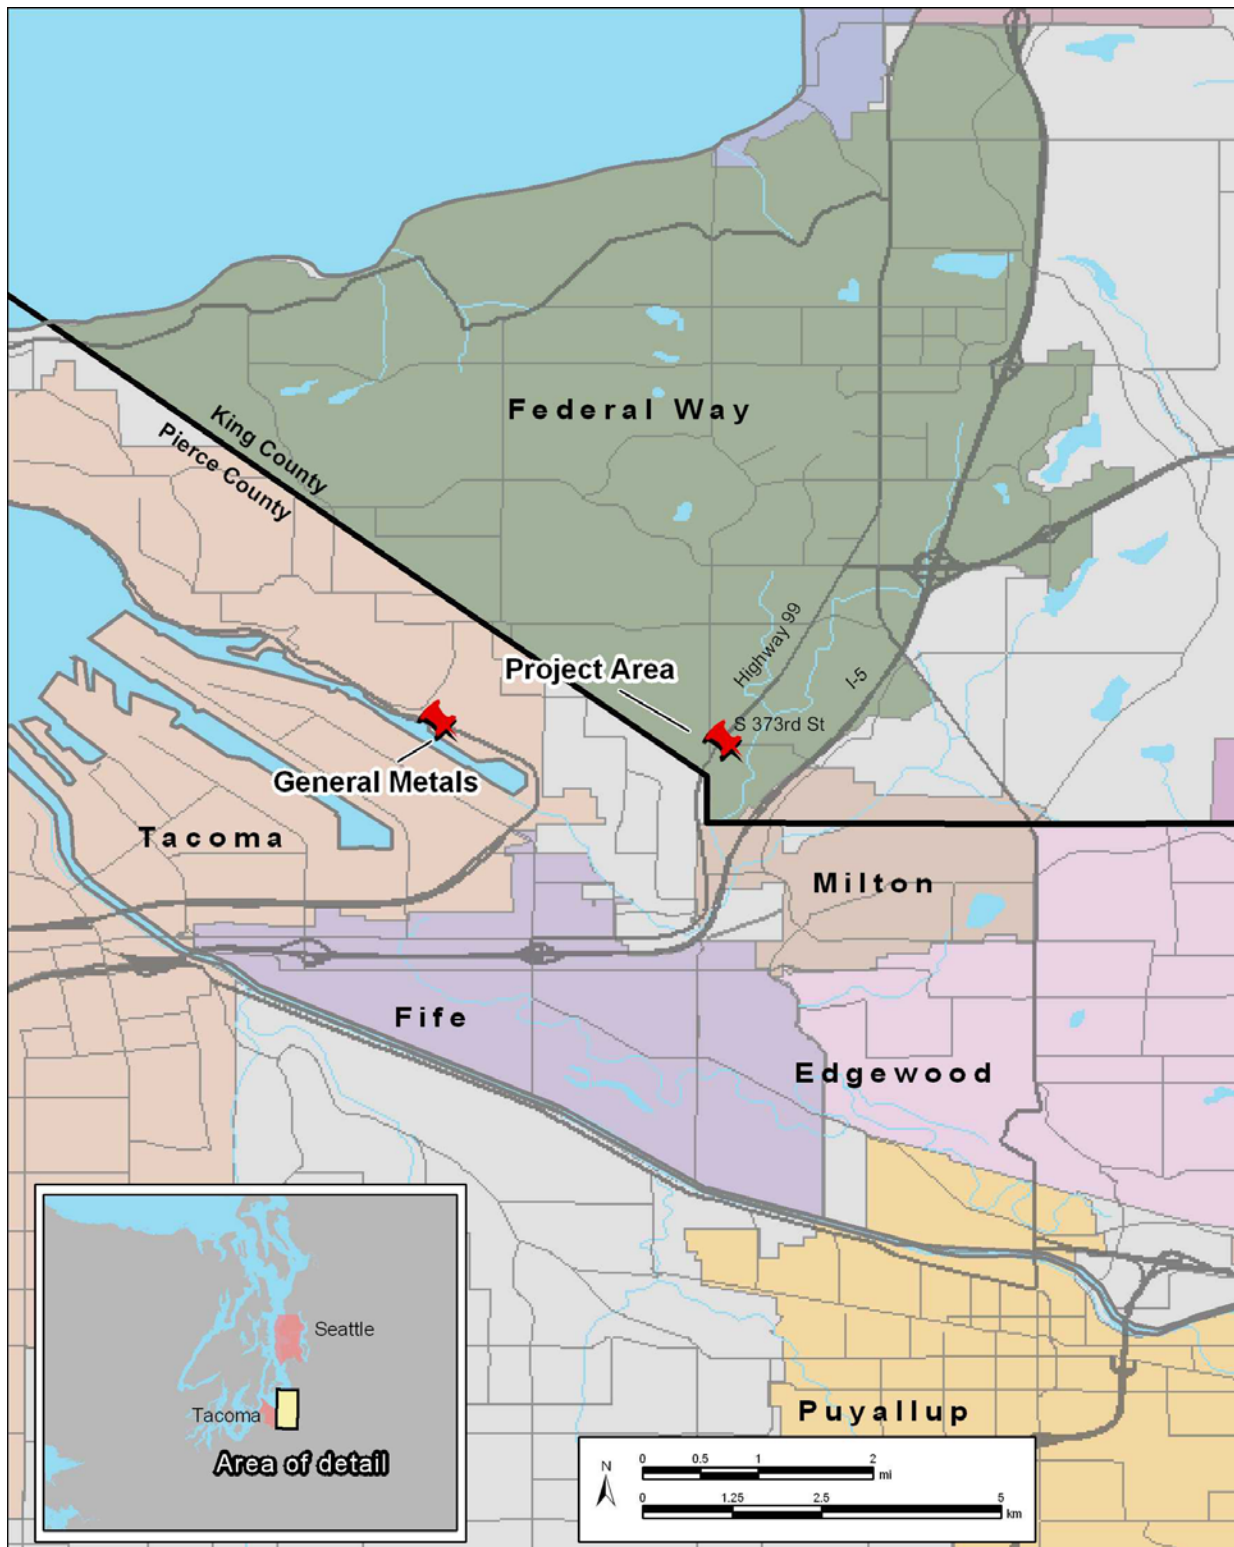 Federal Way
King County
Pierce County
Highway 99
Project Area
I-5
S 373rd St
General Metals
Tacoma
Milton
Fife
Edgewood
Seattle
Tacoma
Area of detail
Puyallup
N
0 0.5 1 2
mi
0 1.25 2.5 5
km